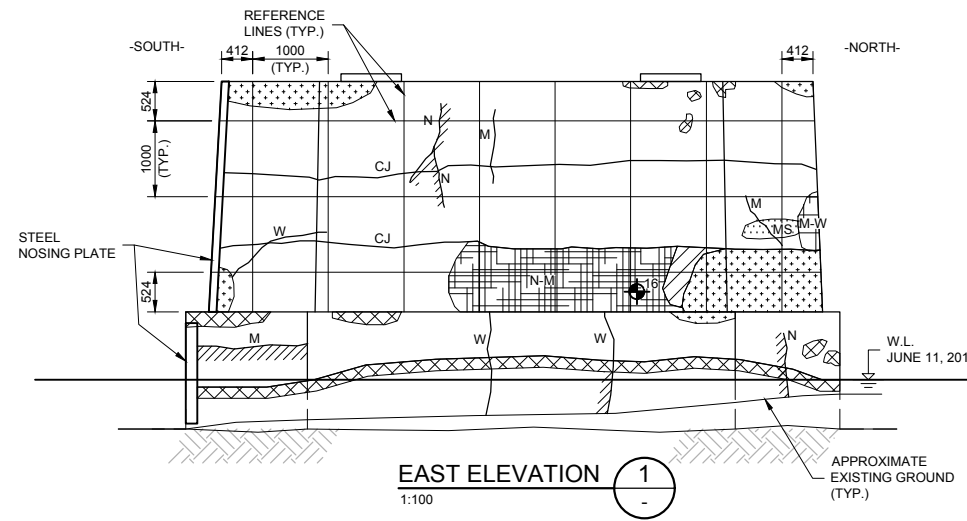 REFERENCE
LINES (TYP.)
-SOUTH-
412
1000
(TYP.)
412
-NORTH-
524
N
M
1000
(TYP.)
CJ
N
M
W
CJ
MS
M-W
STEEL
NOSING PLATE
524
N-M
16
M
W
W
N
W.L.
JUNE 11, 201
EAST ELEVATION
1
-
1:100
APPROXIMATE
EXISTING GROUND
(TYP.)